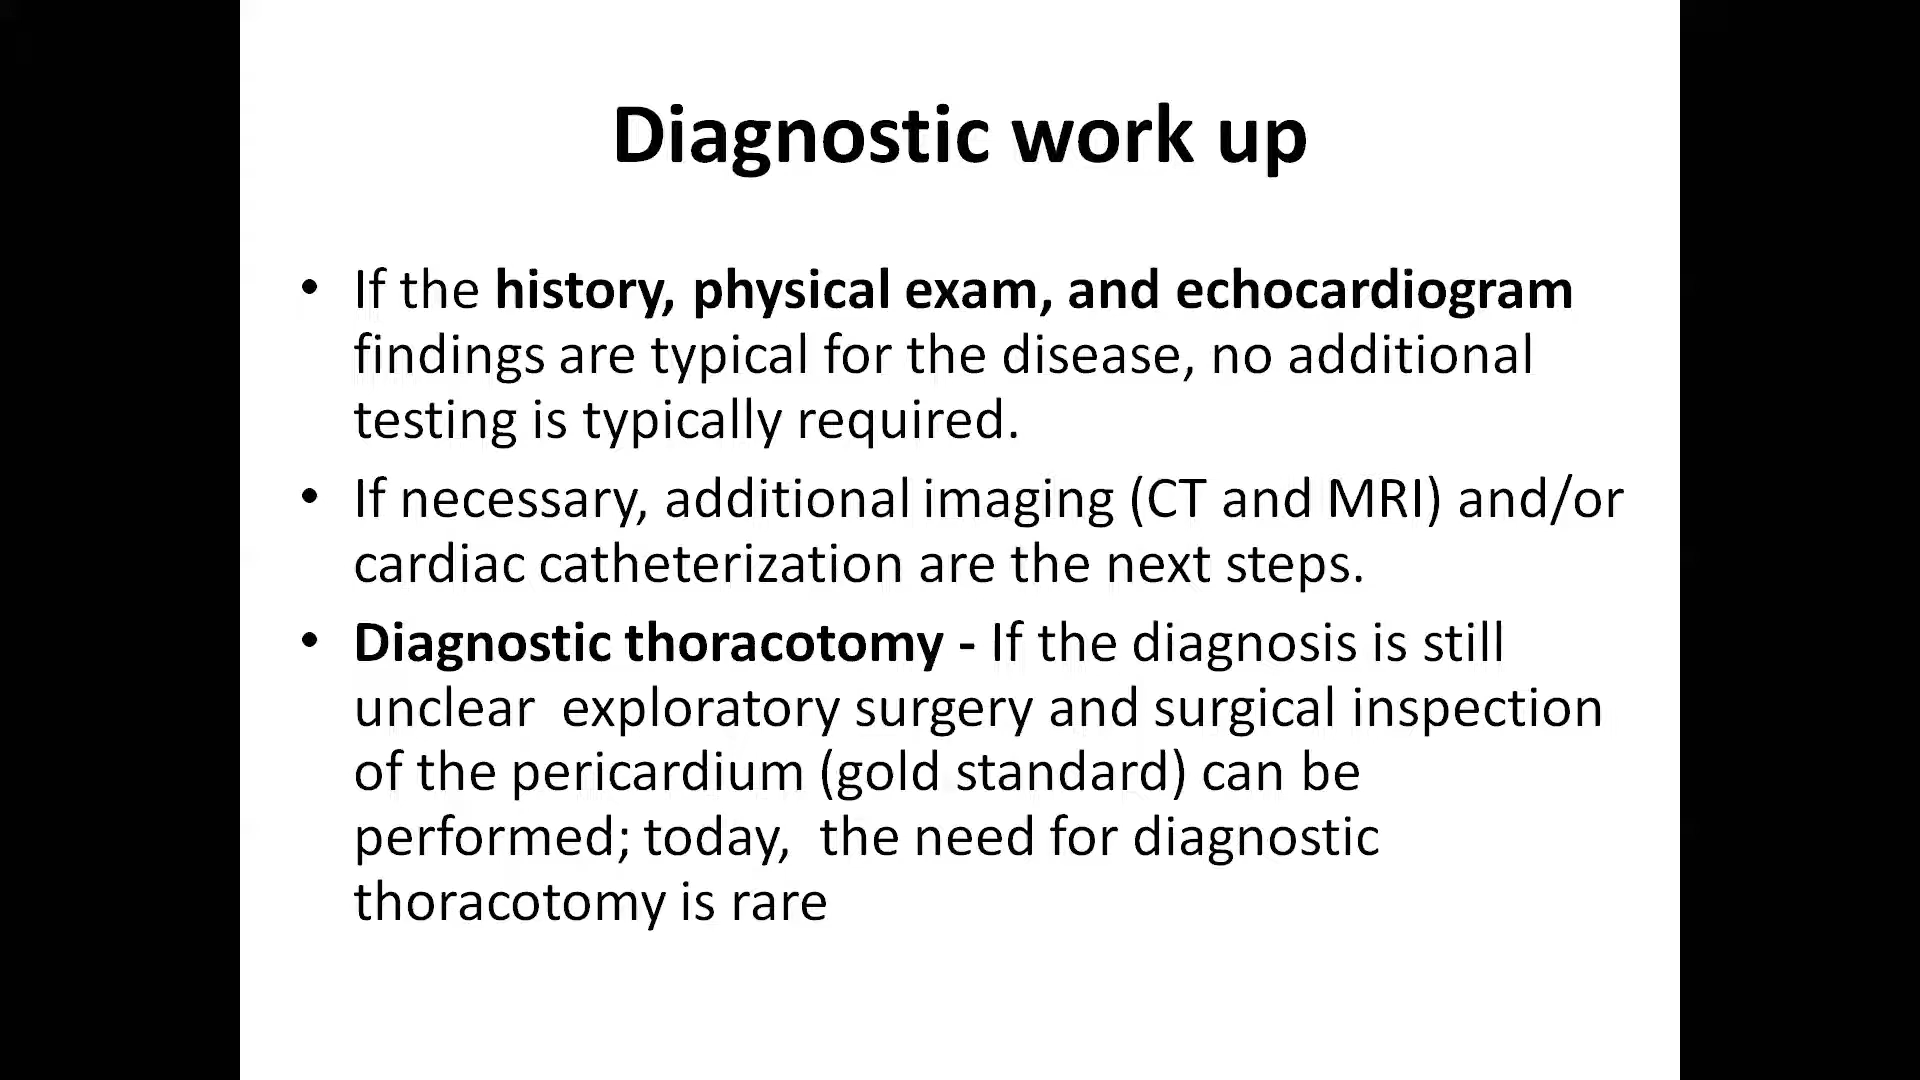 Diagnostic work up
• If the history, physical exam, and echocardiogram
findings are typical for the disease, no additional
testing is typically required.
• If necessary, additional imaging (CT and MRI) and/or
cardiac catheterization are the next steps.
• Diagnostic thoracotomy - If the diagnosis is still
unclear  exploratory surgery and surgical inspection
of the pericardium (gold standard) can be
performed; today,  the need for diagnostic
thoracotomy is rare